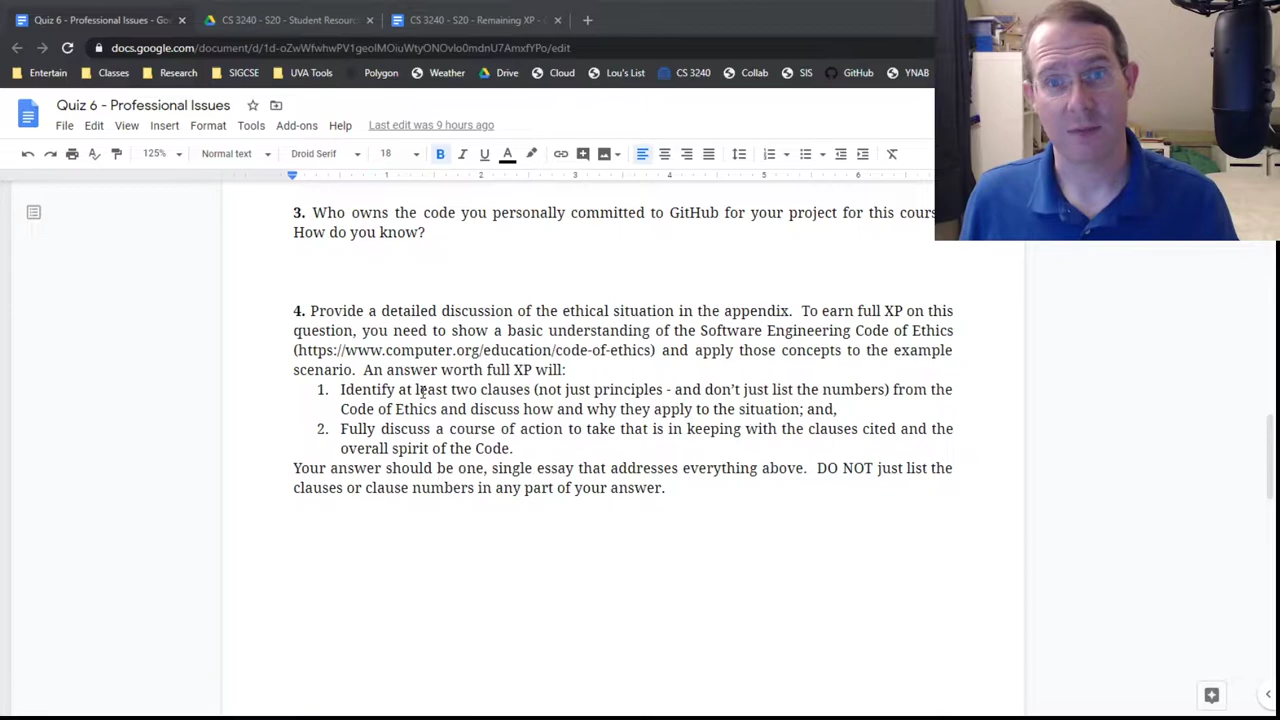 Quiz 6 - Professional Issues - Goo
CS 3240 - S20 - Student Resourc
CS 3240 - S20 - Remaining XP -
docs.google.com/document/d/1d-oZwWfwhwPV1geolMOiuWtyONOvlo0mdnU7AmxfYPo/edit
Entertain Classes Research SIGCSE UVA Tools Polygon Weather Drive Cloud Lou's List CS 3240 Collab SIS GitHub YNAB
Quiz 6 - Professional Issues
File Edit View Insert Format Tools Add-ons Help Last edit was 9 hours ago
125% Normal text Droid Serif 18 B I U A
1 2 3 4 5 6 7
3. Who owns the code you personally committed to GitHub for your project for this cours
How do you know?
4. Provide a detailed discussion of the ethical situation in the appendix. To earn full XP on this
question, you need to show a basic understanding of the Software Engineering Code of Ethics
(https://www.computer.org/education/code-of-ethics) and apply those concepts to the example
scenario. An answer worth full XP will:
1. Identify at least two clauses (not just principles - and don’t just list the numbers) from the
Code of Ethics and discuss how and why they apply to the situation; and,
2. Fully discuss a course of action to take that is in keeping with the clauses cited and the
overall spirit of the Code.
Your answer should be one, single essay that addresses everything above. DO NOT just list the
clauses or clause numbers in any part of your answer.